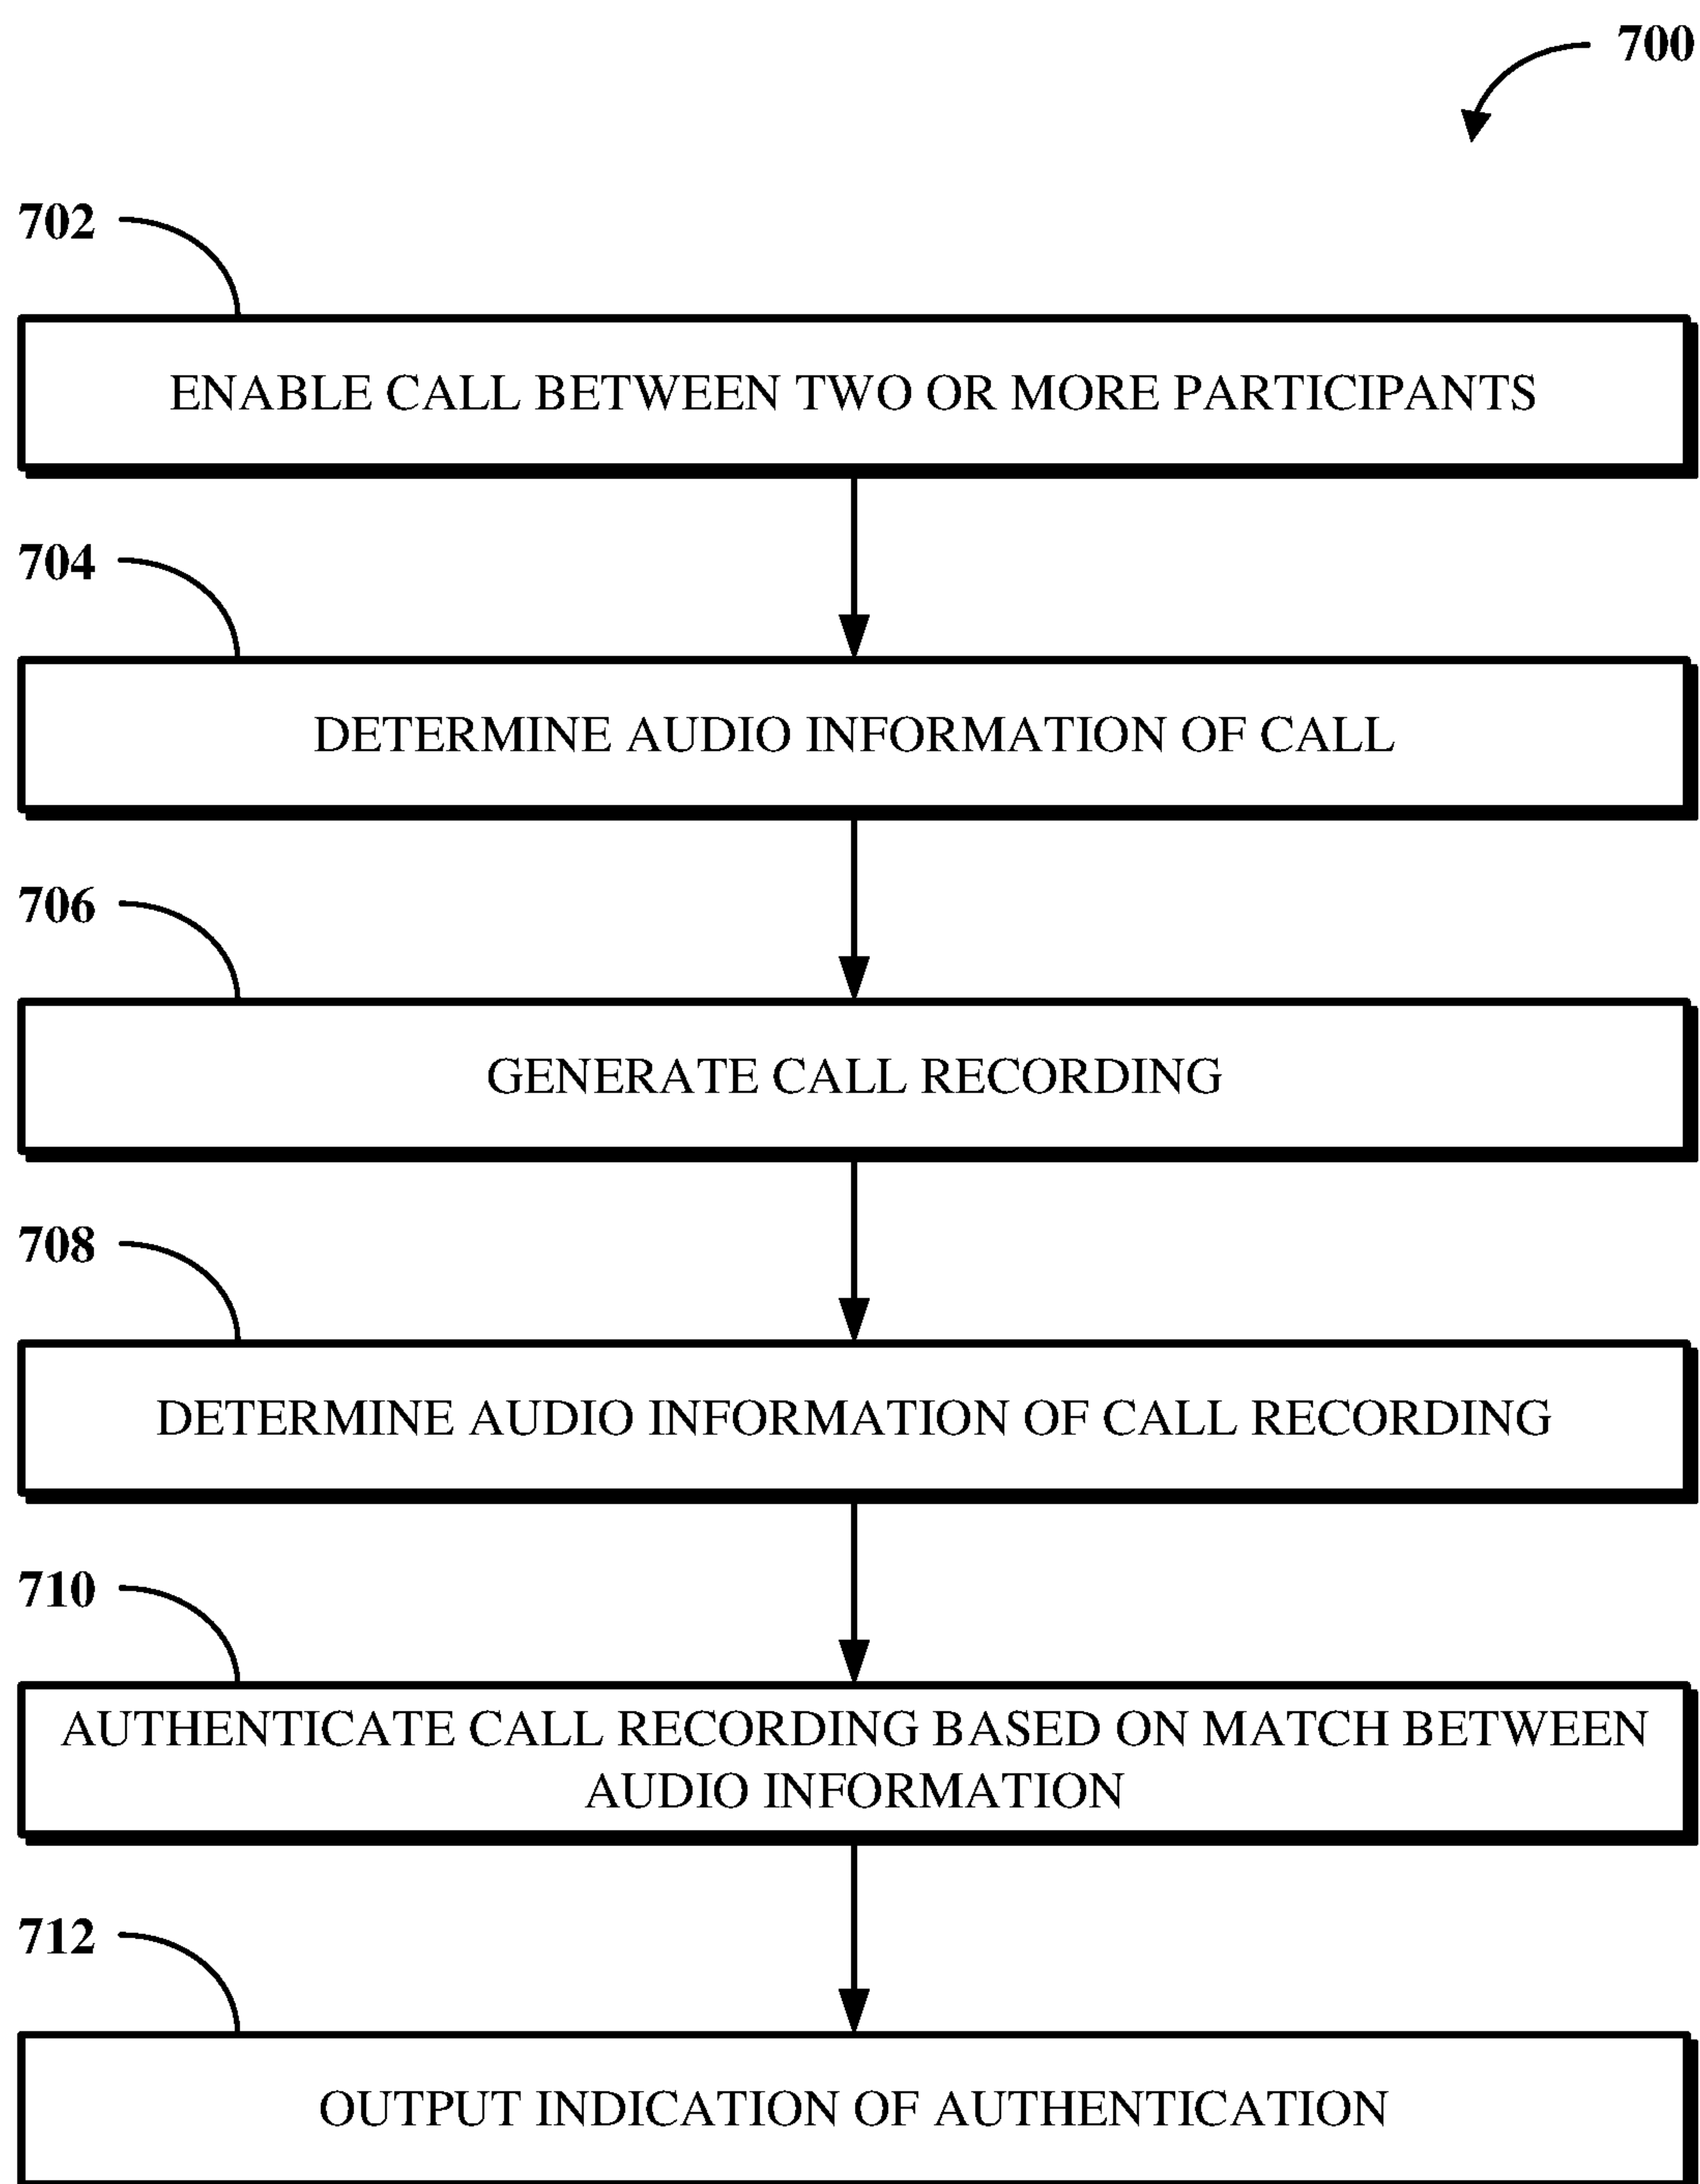 700
702
ENABLE CALL BETWEEN TWO OR MORE PARTICIPANTS
704
DETERMINE AUDIO INFORMATION OF CALL
706
GENERATE CALL RECORDING
708
DETERMINE AUDIO INFORMATION OF CALL RECORDING
710
AUTHENTICATE CALL RECORDING BASED ON MATCH BETWEEN
AUDIO INFORMATION
712
OUTPUT INDICATION OF AUTHENTICATION